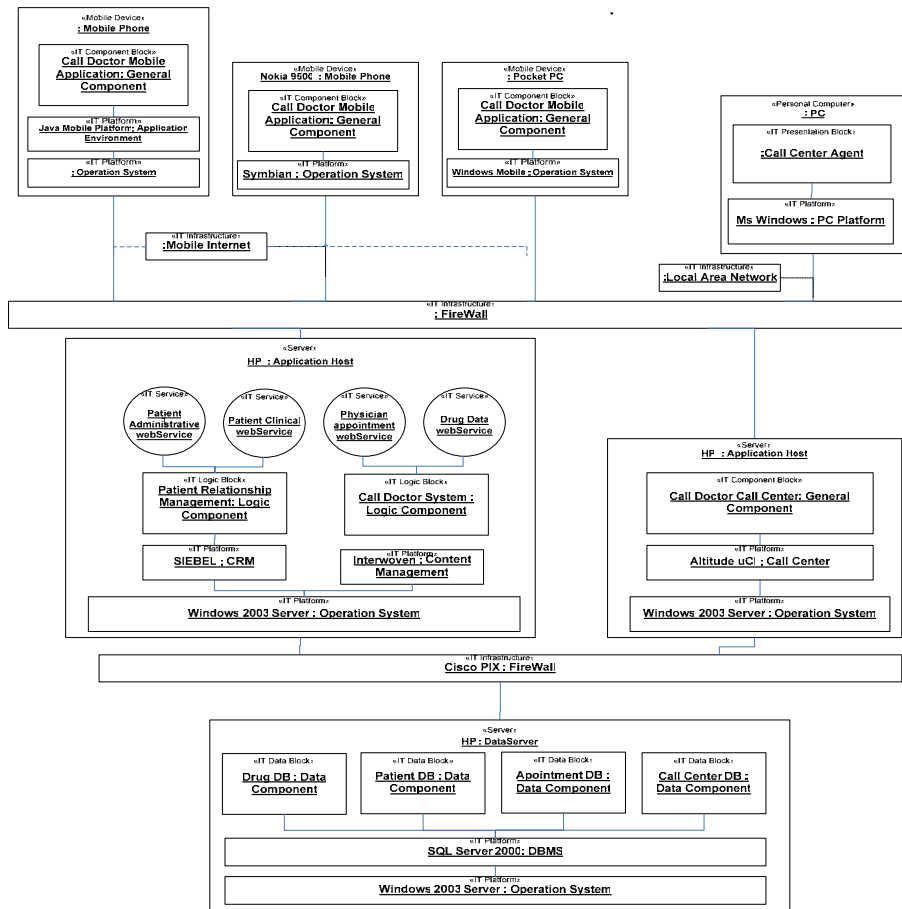 «Mobile Device»
: Mobile Phone
«IT Component Block»
Call Doctor Mobile
Application: General
Component
«IT Platform»
Java Mobile Platform: Application
Environment
«IT Platform»
: Operation System
«Mobile Device»
Nokia 9500 : Mobile Phone
«IT Component Block»
Call Doctor Mobile
Application: General
Component
«IT Platform»
Symbian : Operation System
«Mobile Device»
: Pocket PC
«IT Component Block»
Call Doctor Mobile
Application: General
Component
«IT Platform»
Windows Mobile : Operation System
«Personal Computer»
: PC
«IT Presentation Block»
:Call Center Agent
«IT Platform»
Ms Windows : PC Platform
«IT Infrastructure»
:Mobile Internet
«IT Infrastructure»
:Local Area Network
«IT Infrastructure»
: FireWall
«Server»
HP : Application Host
«IT Service»
Patient
Administrative
webService
«IT Service»
Patient Clinical
webService
«IT Service»
Physician
appointment
webService
«IT Service»
Drug Data
webService
«IT Logic Block»
Patient Relationship
Management: Logic
Component
«IT Logic Block»
Call Doctor System :
Logic Component
«IT Platform»
SIEBEL : CRM
«IT Platform»
Interwoven : Content
Management
«IT Platform»
Windows 2003 Server : Operation System
«Server»
HP : Application Host
«IT Component Block»
Call Doctor Call Center: General
Component
«IT Platform»
Altitude uCI : Call Center
«IT Platform»
Windows 2003 Server : Operation System
«IT Infrastructure»
Cisco PIX : FireWall
«Server»
HP : DataServer
«IT Data Block»
Drug DB : Data
Component
«IT Data Block»
Patient DB : Data
Component
«IT Data Block»
Apointment DB :
Data Component
«IT Data Block»
Call Center DB :
Data Component
«IT Platform»
SQL Server 2000: DBMS
«IT Platform»
Windows 2003 Server : Operation System